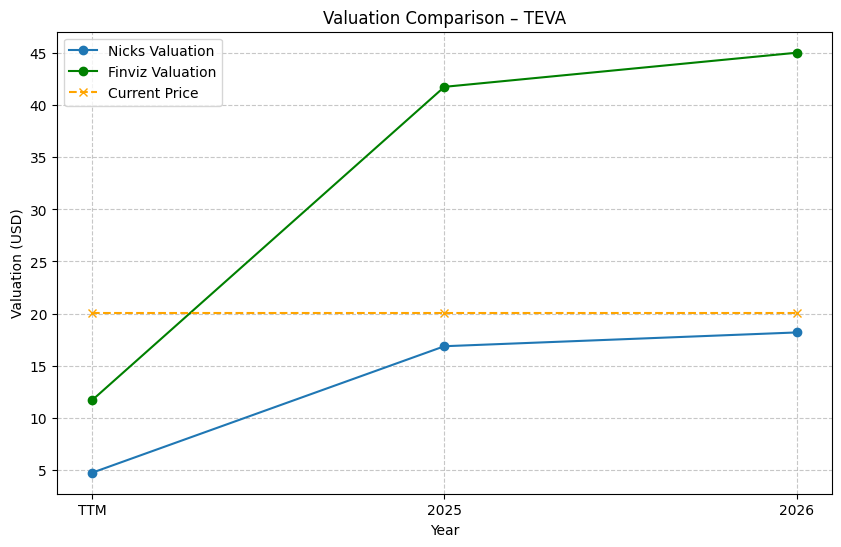 Valuation Comparison – TEVA
Nicks Valuation
Finviz Valuation
Current Price
Valuation (USD)
45
40
35
30
25
20
15
10
5
TTM
2025
2026
Year